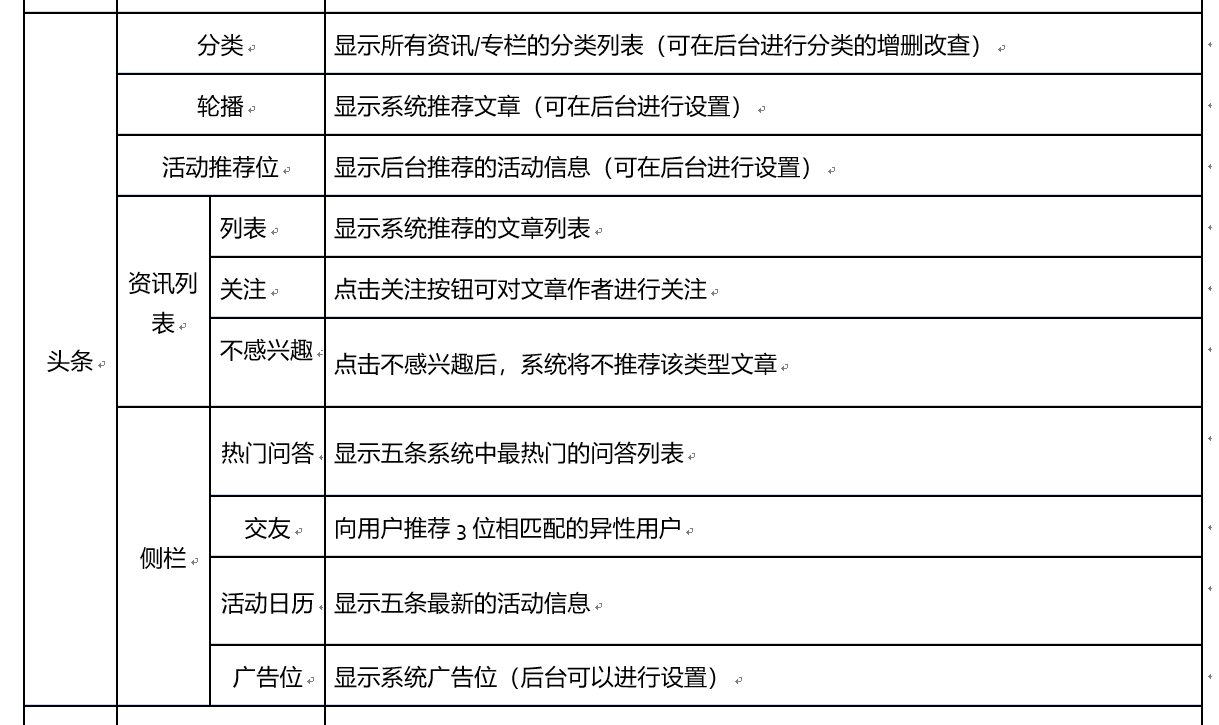 分类
显示所有资讯/专栏的分类列表（可在后台进行分类的增删改查）
轮播
显示系统推荐文章（可在后台进行设置）
活动推荐位
显示后台推荐的活动信息（可在后台进行设置）
头条
资讯列
表
列表
显示系统推荐的文章列表
关注
点击关注按钮可对文章作者进行关注
不感兴趣
点击不感兴趣后，系统将不推荐该类型文章
侧栏
热门问答
显示五条系统中最热门的问答列表
交友
向用户推荐 3 位相匹配的异性用户
活动日历
显示五条最新的活动信息
广告位
显示系统广告位（后台可以进行设置）